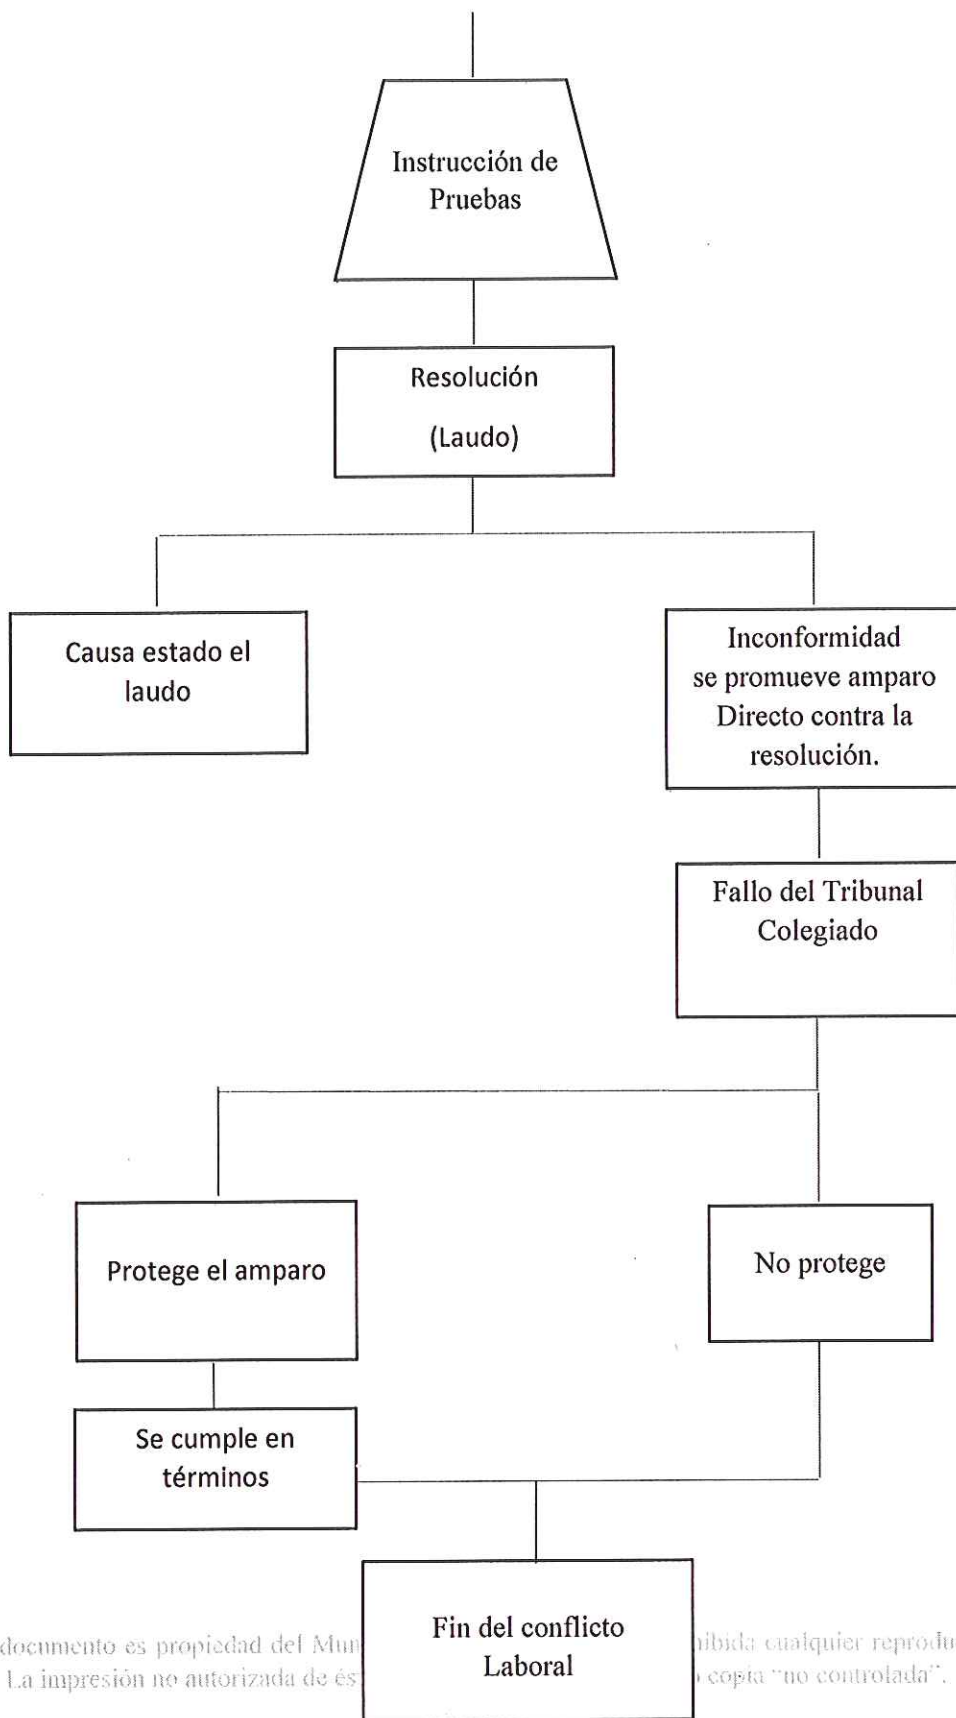 Instrucción de
Pruebas
Resolución
(Laudo)
Causa estado el
laudo
Inconformidad
se promueve amparo
Directo contra la
resolución.
Fallo del Tribunal
Colegiado
Protege el amparo
No protege
Se cumple en
términos
Fin del conflicto
Laboral
documento es propiedad del Mun
hibida cualquier reprodu
La impresión no autorizada de és
copia “no controlada”.